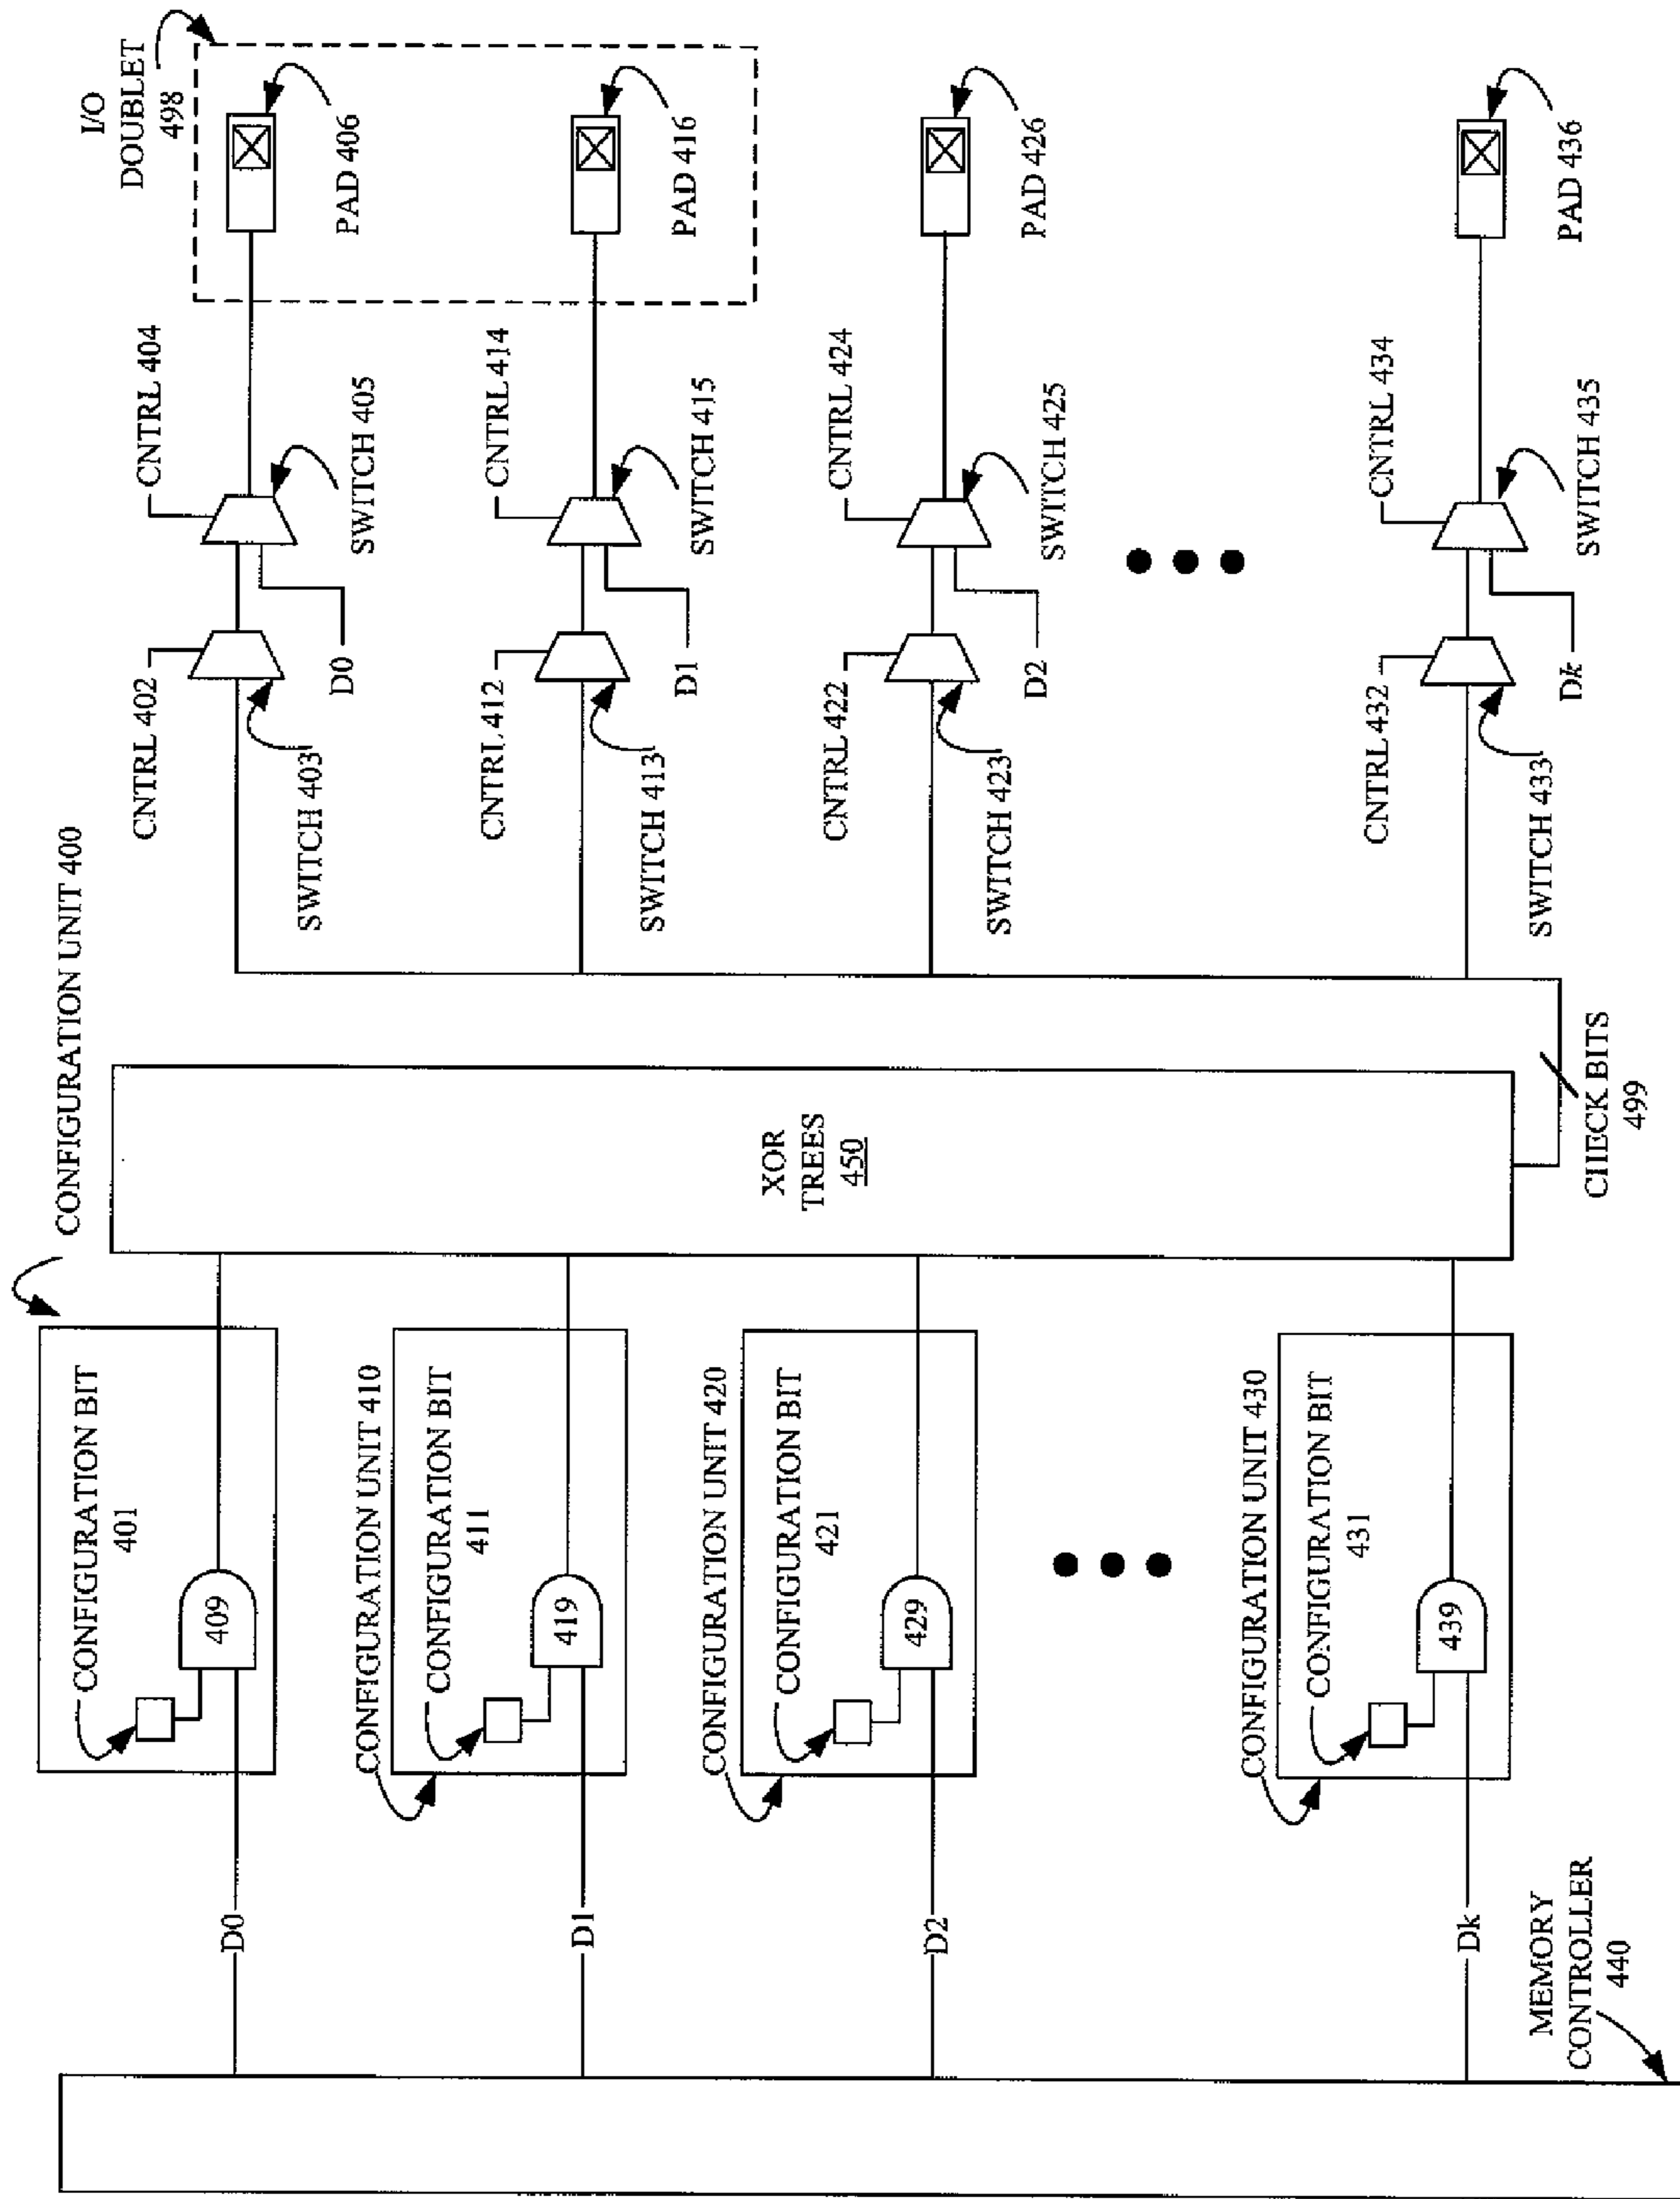 CONFIGURATION UNIT 400
I/O
DOUBLET
498
CONFIGURATION BIT
401
409
D0
CNTRL 402
CNTRL 404
SWITCH 403
D0
SWITCH 405
PAD 406
CONFIGURATION UNIT 410
CONFIGURATION BIT
411
419
D1
CNTRL 412
CNTRL 414
SWITCH 413
D1
SWITCH 415
PAD 416
CONFIGURATION UNIT 420
CONFIGURATION BIT
421
429
D2
XOR
TREES
450
CNTRL 422
CNTRL 424
SWITCH 423
D2
SWITCH 425
PAD 426
CONFIGURATION UNIT 430
CONFIGURATION BIT
431
439
Dk
CNTRL 432
CNTRL 434
SWITCH 433
Dk
SWITCH 435
PAD 436
MEMORY
CONTROLLER
440
CHECK BITS
499